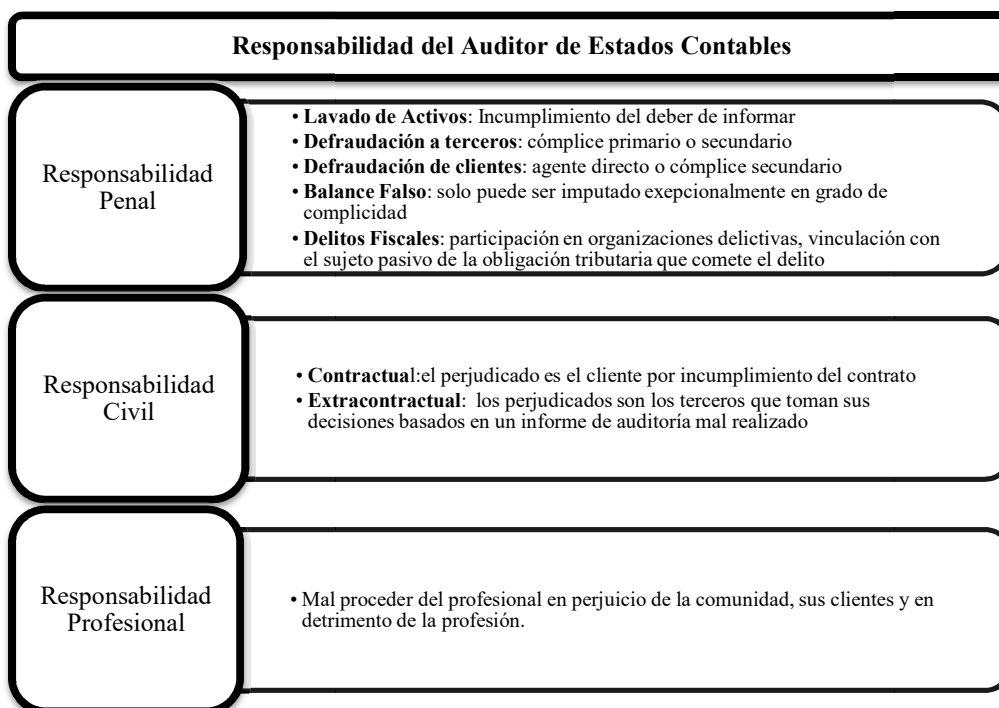 Responsabilidad del Auditor de Estados Contables
Responsabilidad
Penal
• Lavado de Activos: Incumplimiento del deber de informar
• Defraudación a terceros: cómplice primario o secundario
• Defraudación de clientes: agente directo o cómplice secundario
• Balance Falso: solo puede ser imputado exepcionalmente en grado de
complicidad
• Delitos Fiscales: participación en organizaciones delictivas, vinculación con
el sujeto pasivo de la obligación tributaria que comete el delito
Responsabilidad
Civil
• Contractual:el perjudicado es el cliente por incumplimiento del contrato
• Extracontractual: los perjudicados son los terceros que toman sus
decisiones basados en un informe de auditoría mal realizado
Responsabilidad
Profesional
• Mal proceder del profesional en perjuicio de la comunidad, sus clientes y en
detrimento de la profesión.